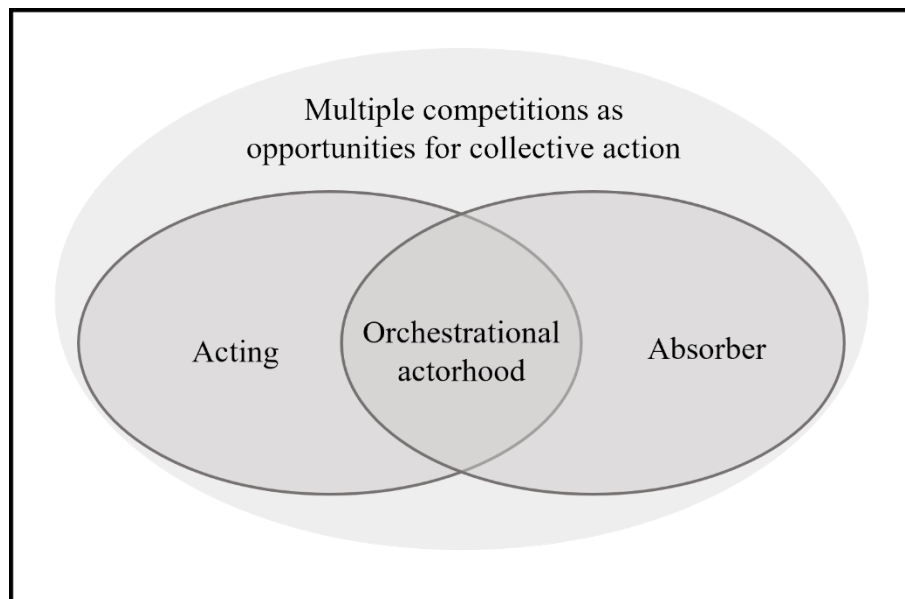 Multiple competitions as
opportunities for collective action
Acting
Orchestrational
actorhood
Absorber